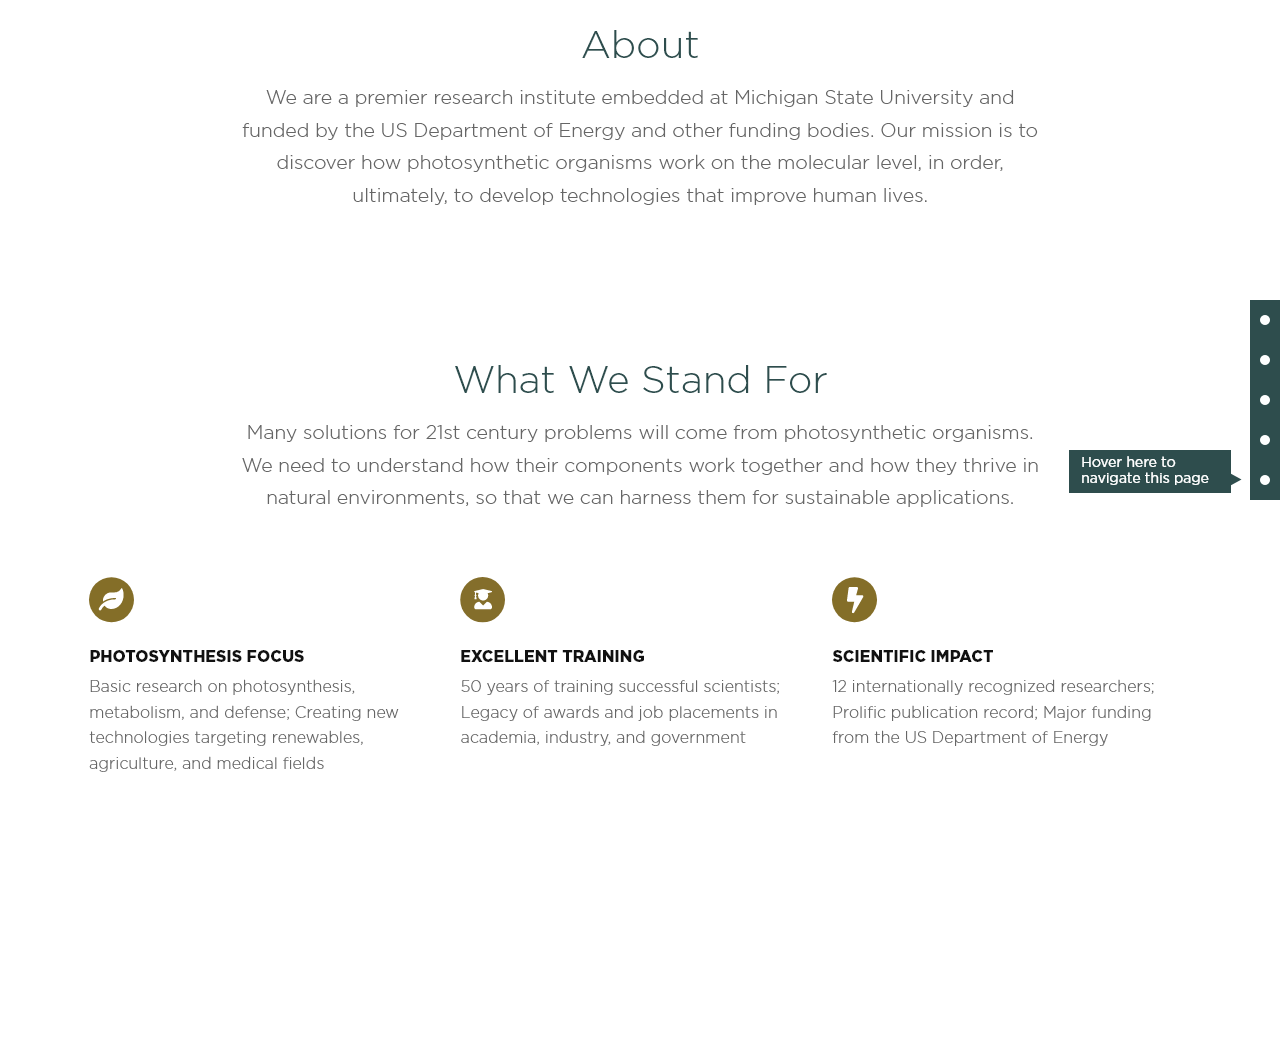 About
We are a premier research institute embedded at Michigan State University and
funded by the US Department of Energy and other funding bodies. Our mission is to
discover how photosynthetic organisms work on the molecular level, in order,
ultimately, to develop technologies that improve human lives.
What We Stand For
Many solutions for 21st century problems will come from photosynthetic organisms.
We need to understand how their components work together and how they thrive in
natural environments, so that we can harness them for sustainable applications.
Hover here to
navigate this page
PHOTOSYNTHESIS FOCUS
Basic research on photosynthesis,
metabolism, and defense; Creating new
technologies targeting renewables,
agriculture, and medical fields
EXCELLENT TRAINING
50 years of training successful scientists;
Legacy of awards and job placements in
academia, industry, and government
SCIENTIFIC IMPACT
12 internationally recognized researchers;
Prolific publication record; Major funding
from the US Department of Energy